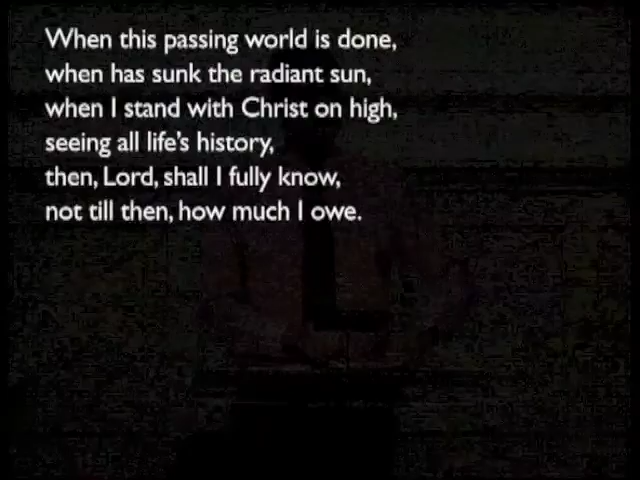 When this passing world is done,
when has sunk the radiant sun,
when I stand with Christ on high,
seeing all life's history,
then, Lord, shall I fully know,
not till then, how much I owe.